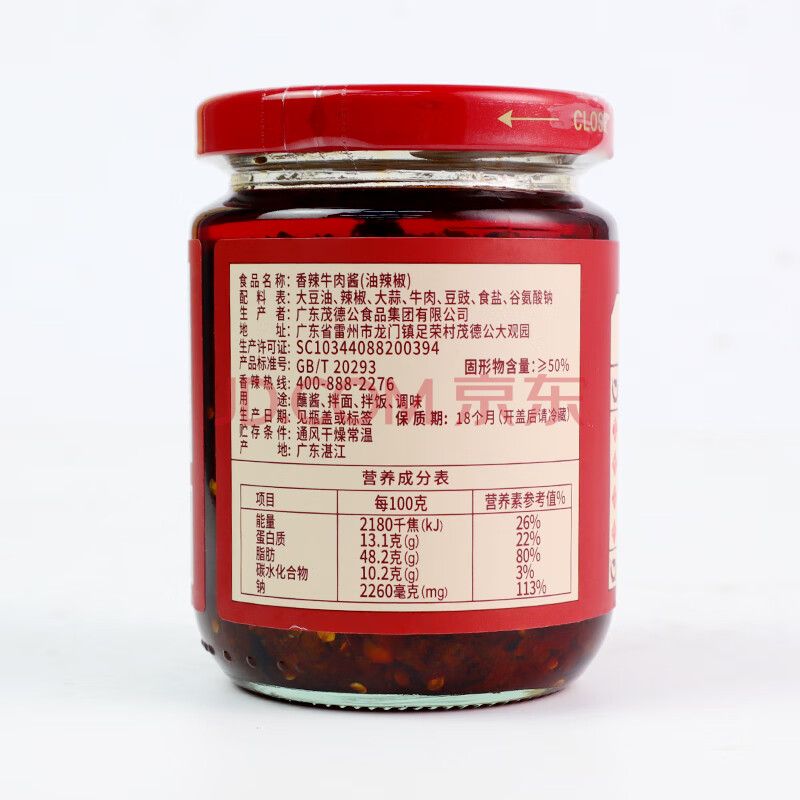 CLOSE
食品名称：香辣牛肉酱(油辣椒)
配料表：大豆油、辣椒、大蒜、牛肉、豆豉、食盐、谷氨酸钠
生产者：广东茂德公食品集团有限公司
地址：广东省雷州市龙门镇足荣村茂德公大观园
生产许可证：SC10344088200394
产品标准号：GB/T 20293 固形物含量：≥50%
香辣热线：400-888-2276
用途：蘸酱、拌面、拌饭、调味
生产日期：见瓶盖或标签 保质期：18个月(开盖后请冷藏)
贮存条件：通风干燥常温
产地：广东湛江
JD.COM 京东
营养成分表
项目 每100克 营养素参考值%
能量 2180千焦(kJ) 26%
蛋白质 13.1克(g) 22%
脂肪 48.2克(g) 80%
碳水化合物 10.2克(g) 3%
钠 2260毫克(mg) 113%